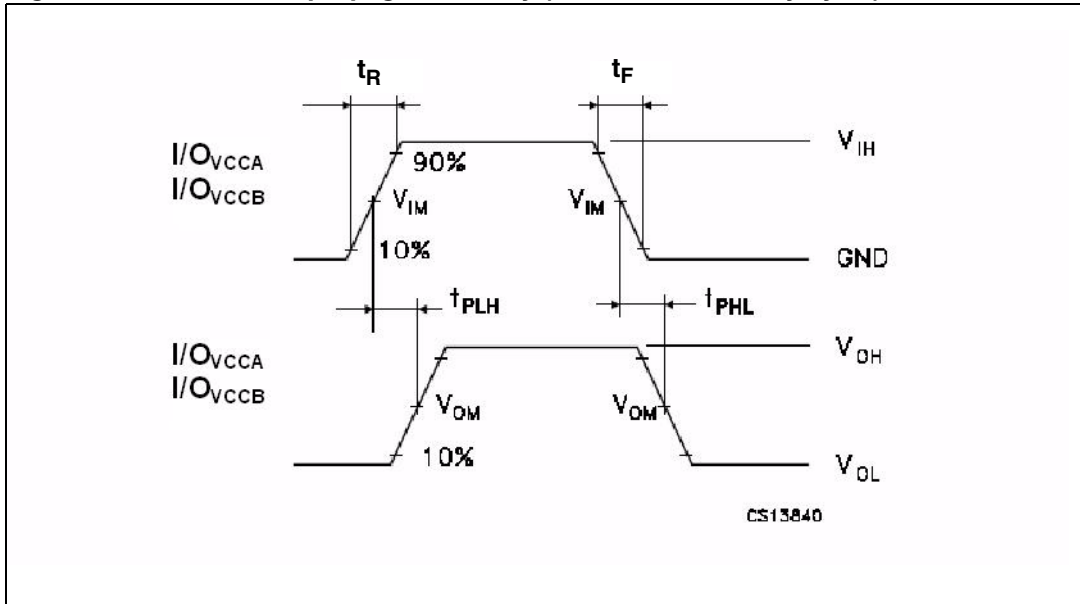 tR
tF
I/OVCCA
I/OVCCB
90%
VIM
VIM
10%
VIH
GND
tPLH
tPHL
I/OVCCA
I/OVCCB
VOM
VOM
10%
VOH
VOL
CS13840